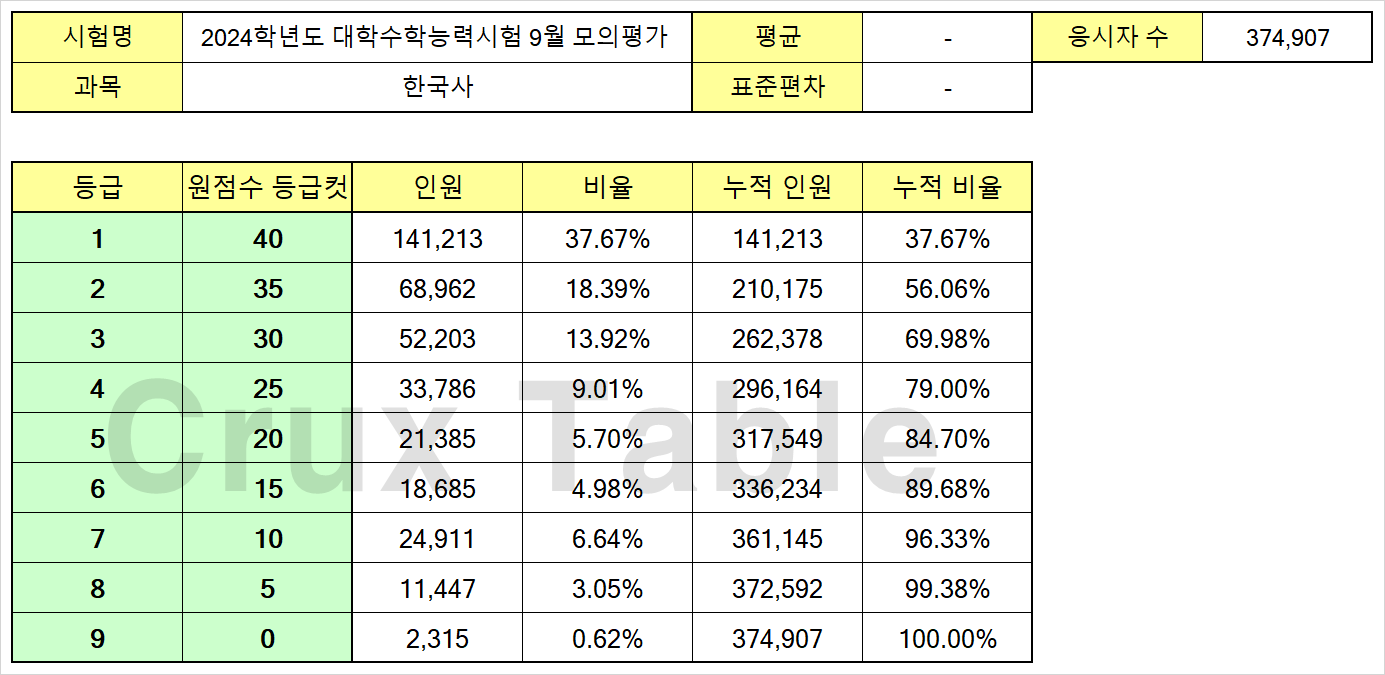 시험명 2024학년도 대학수학능력시험 9월 모의평가 평균 - 응시자 수 374,907
과목 한국사 표준편차 -
등급 원점수 등급컷 인원 비율 누적 인원 누적 비율
1 40 141,213 37.67% 141,213 37.67%
2 35 68,962 18.39% 210,175 56.06%
3 30 52,203 13.92% 262,378 69.98%
4 25 33,786 9.01% 296,164 79.00%
5 20 21,385 5.70% 317,549 84.70%
6 15 18,685 4.98% 336,234 89.68%
7 10 24,911 6.64% 361,145 96.33%
8 5 11,447 3.05% 372,592 99.38%
9 0 2,315 0.62% 374,907 100.00%
Crux Table